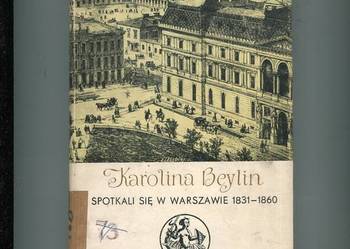 Karolina Beylin
SPOTKALI SIĘ W WARSZAWIE 1831–1860